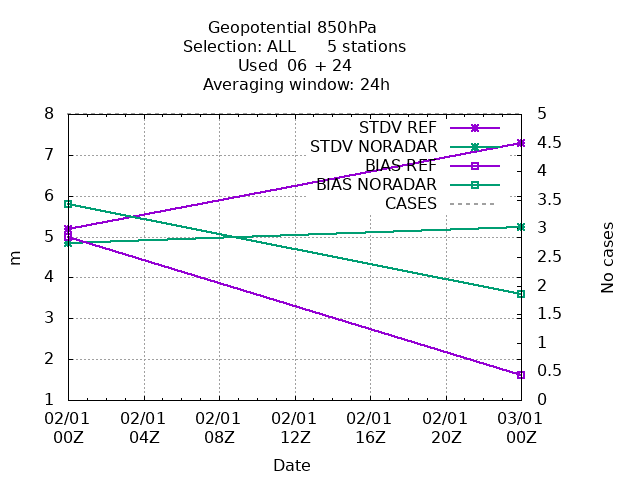 Geopotential 850hPa
Selection: ALL 5 stations
Used 06 + 24
Averaging window: 24h
8
7
6
5
4
3
2
1
m
5
4.5
4
3.5
3
2.5
2
1.5
1
0.5
0
No cases
STDV REF
STDV NORADAR
BIAS REF
BIAS NORADAR
CASES
02/01 02/01 02/01 02/01 02/01 02/01 03/01
00Z 04Z 08Z 12Z 16Z 20Z 00Z
Date